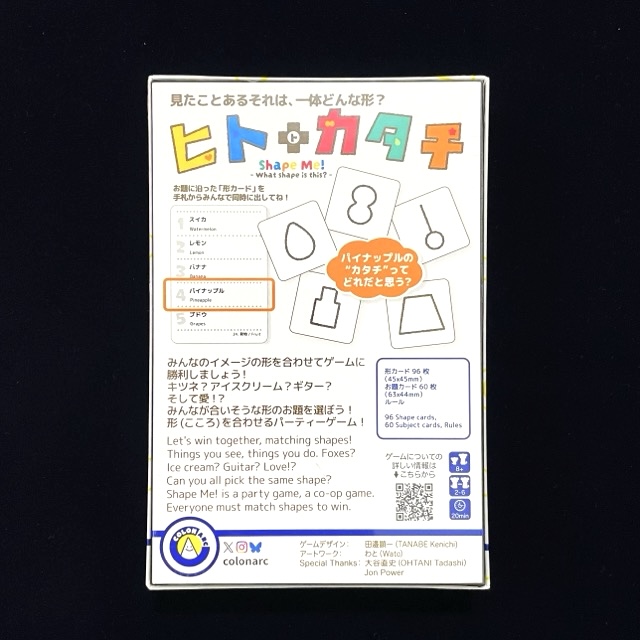 見たことあるそれは、一体どんな形？
ヒトカタチ
Shape Me!
- What shape is this? -
お題に沿った「形カード」を
手札からみんなで同時に出してね！
1 スイカ
Watermelon
2 レモン
Lemon
3 バナナ
Banana
4 パイナップル
Pineapple
5 ブドウ
Grapes
パイナップルの
“カタチ”って
どれだと思う？
みんなのイメージの形を合わせてゲームに
勝利しましょう！
キツネ？アイスクリーム？ギター？
そして愛！？
みんなが合いそうな形のお題を選ぼう！
形（こころ）を合わせるパーティーゲーム！
Let's win together, matching shapes!
Things you see, things you do. Foxes?
Ice cream? Guitar? Love!?
Can you all pick the same shape?
Shape Me! is a party game, a co-op game.
Everyone must match shapes to win.
形カード 96 枚
（45x45mm）
お題カード 60 枚
（63x44mm）
ルール
96 Shape cards,
60 Subject cards, Rules
ゲームについての
詳しい情報は
こちらから
8+
2-6
20min
COLON ARC
colonarc
ゲームデザイン： 田邉顕一（TANABE Kenichi）
アートワーク： わと（Wato）
Special Thanks： 大谷直史（OHTANI Tadashi）
Jon Power